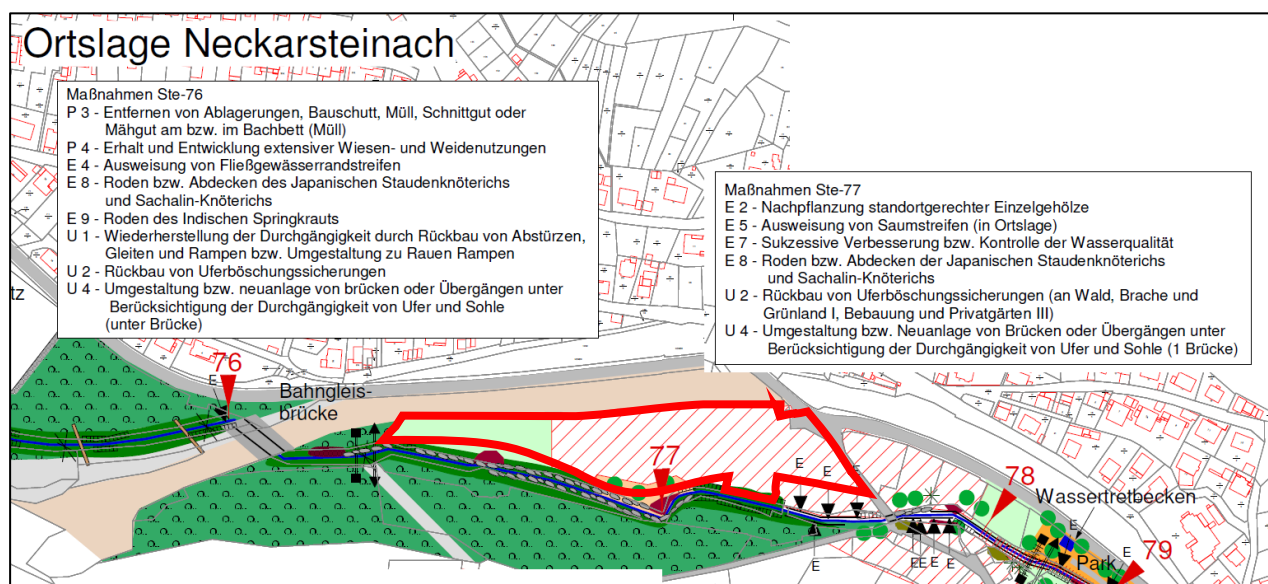 Ortslage Neckarsteinach
Maßnahmen Ste-76
P 3 - Entfernen von Ablagerungen, Bauschutt, Müll, Schnittgut oder
Mähgut am bzw. im Bachbett (Müll)
P 4 - Erhalt und Entwicklung extensiver Wiesen- und Weidenutzungen
E 4 - Ausweisung von Fließgewässerrandstreifen
E 8 - Roden bzw. Abdecken des Japanischen Staudenknöterichs
und Sachalin-Knöterichs
E 9 - Roden des Indischen Springkrauts
U 1 - Wiederherstellung der Durchgängigkeit durch Rückbau von Abstürzen,
Gleiten und Rampen bzw. Umgestaltung zu Rauen Rampen
U 2 - Rückbau von Uferböschungssicherungen
U 4 - Umgestaltung bzw. neuanlage von brücken oder Übergängen unter
Berücksichtigung der Durchgängigkeit von Ufer und Sohle
(unter Brücke)
Maßnahmen Ste-77
E 2 - Nachpflanzung standortgerechter Einzelgehölze
E 5 - Ausweisung von Saumstreifen (in Ortslage)
E 7 - Sukzessive Verbesserung bzw. Kontrolle der Wasserqualität
E 8 - Roden bzw. Abdecken der Japanischen Staudenknöterichs
und Sachalin-Knöterichs
U 2 - Rückbau von Uferböschungssicherungen (an Wald, Brache und
Grünland I, Bebauung und Privatgärten III)
U 4 - Umgestaltung bzw. Neuanlage von Brücken oder Übergängen unter
Berücksichtigung der Durchgängigkeit von Ufer und Sohle (1 Brücke)
tz
76
E
Bahngleis-
brücke
77
E
E
E
78
Wassertretbecken
E
E
79
Park
E
EE
E
E